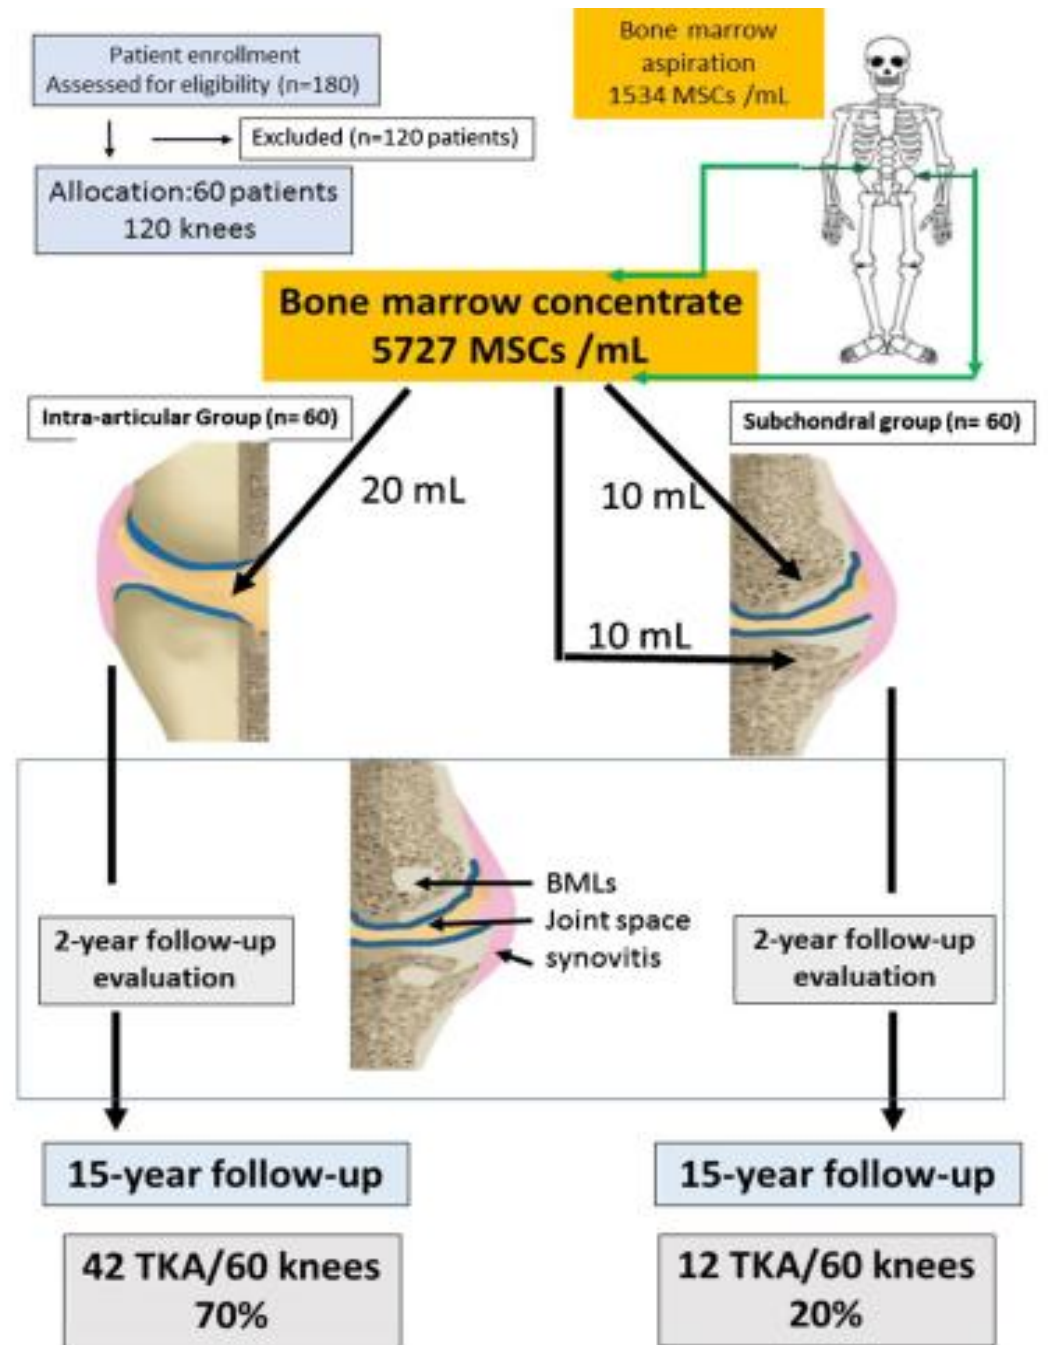 Patient enrollment
Assessed for eligibility (n=180)
Excluded (n=120 patients)
Allocation:60 patients
120 knees
Bone marrow
aspiration
1534 MSCs /mL
Bone marrow concentrate
5727 MSCs /mL
Intra-articular Group (n= 60)
Subchondral group (n= 60)
20 mL
10 mL
10 mL
BMLs
Joint space
synovitis
2-year follow-up
evaluation
2-year follow-up
evaluation
15-year follow-up
15-year follow-up
42 TKA/60 knees
70%
12 TKA/60 knees
20%